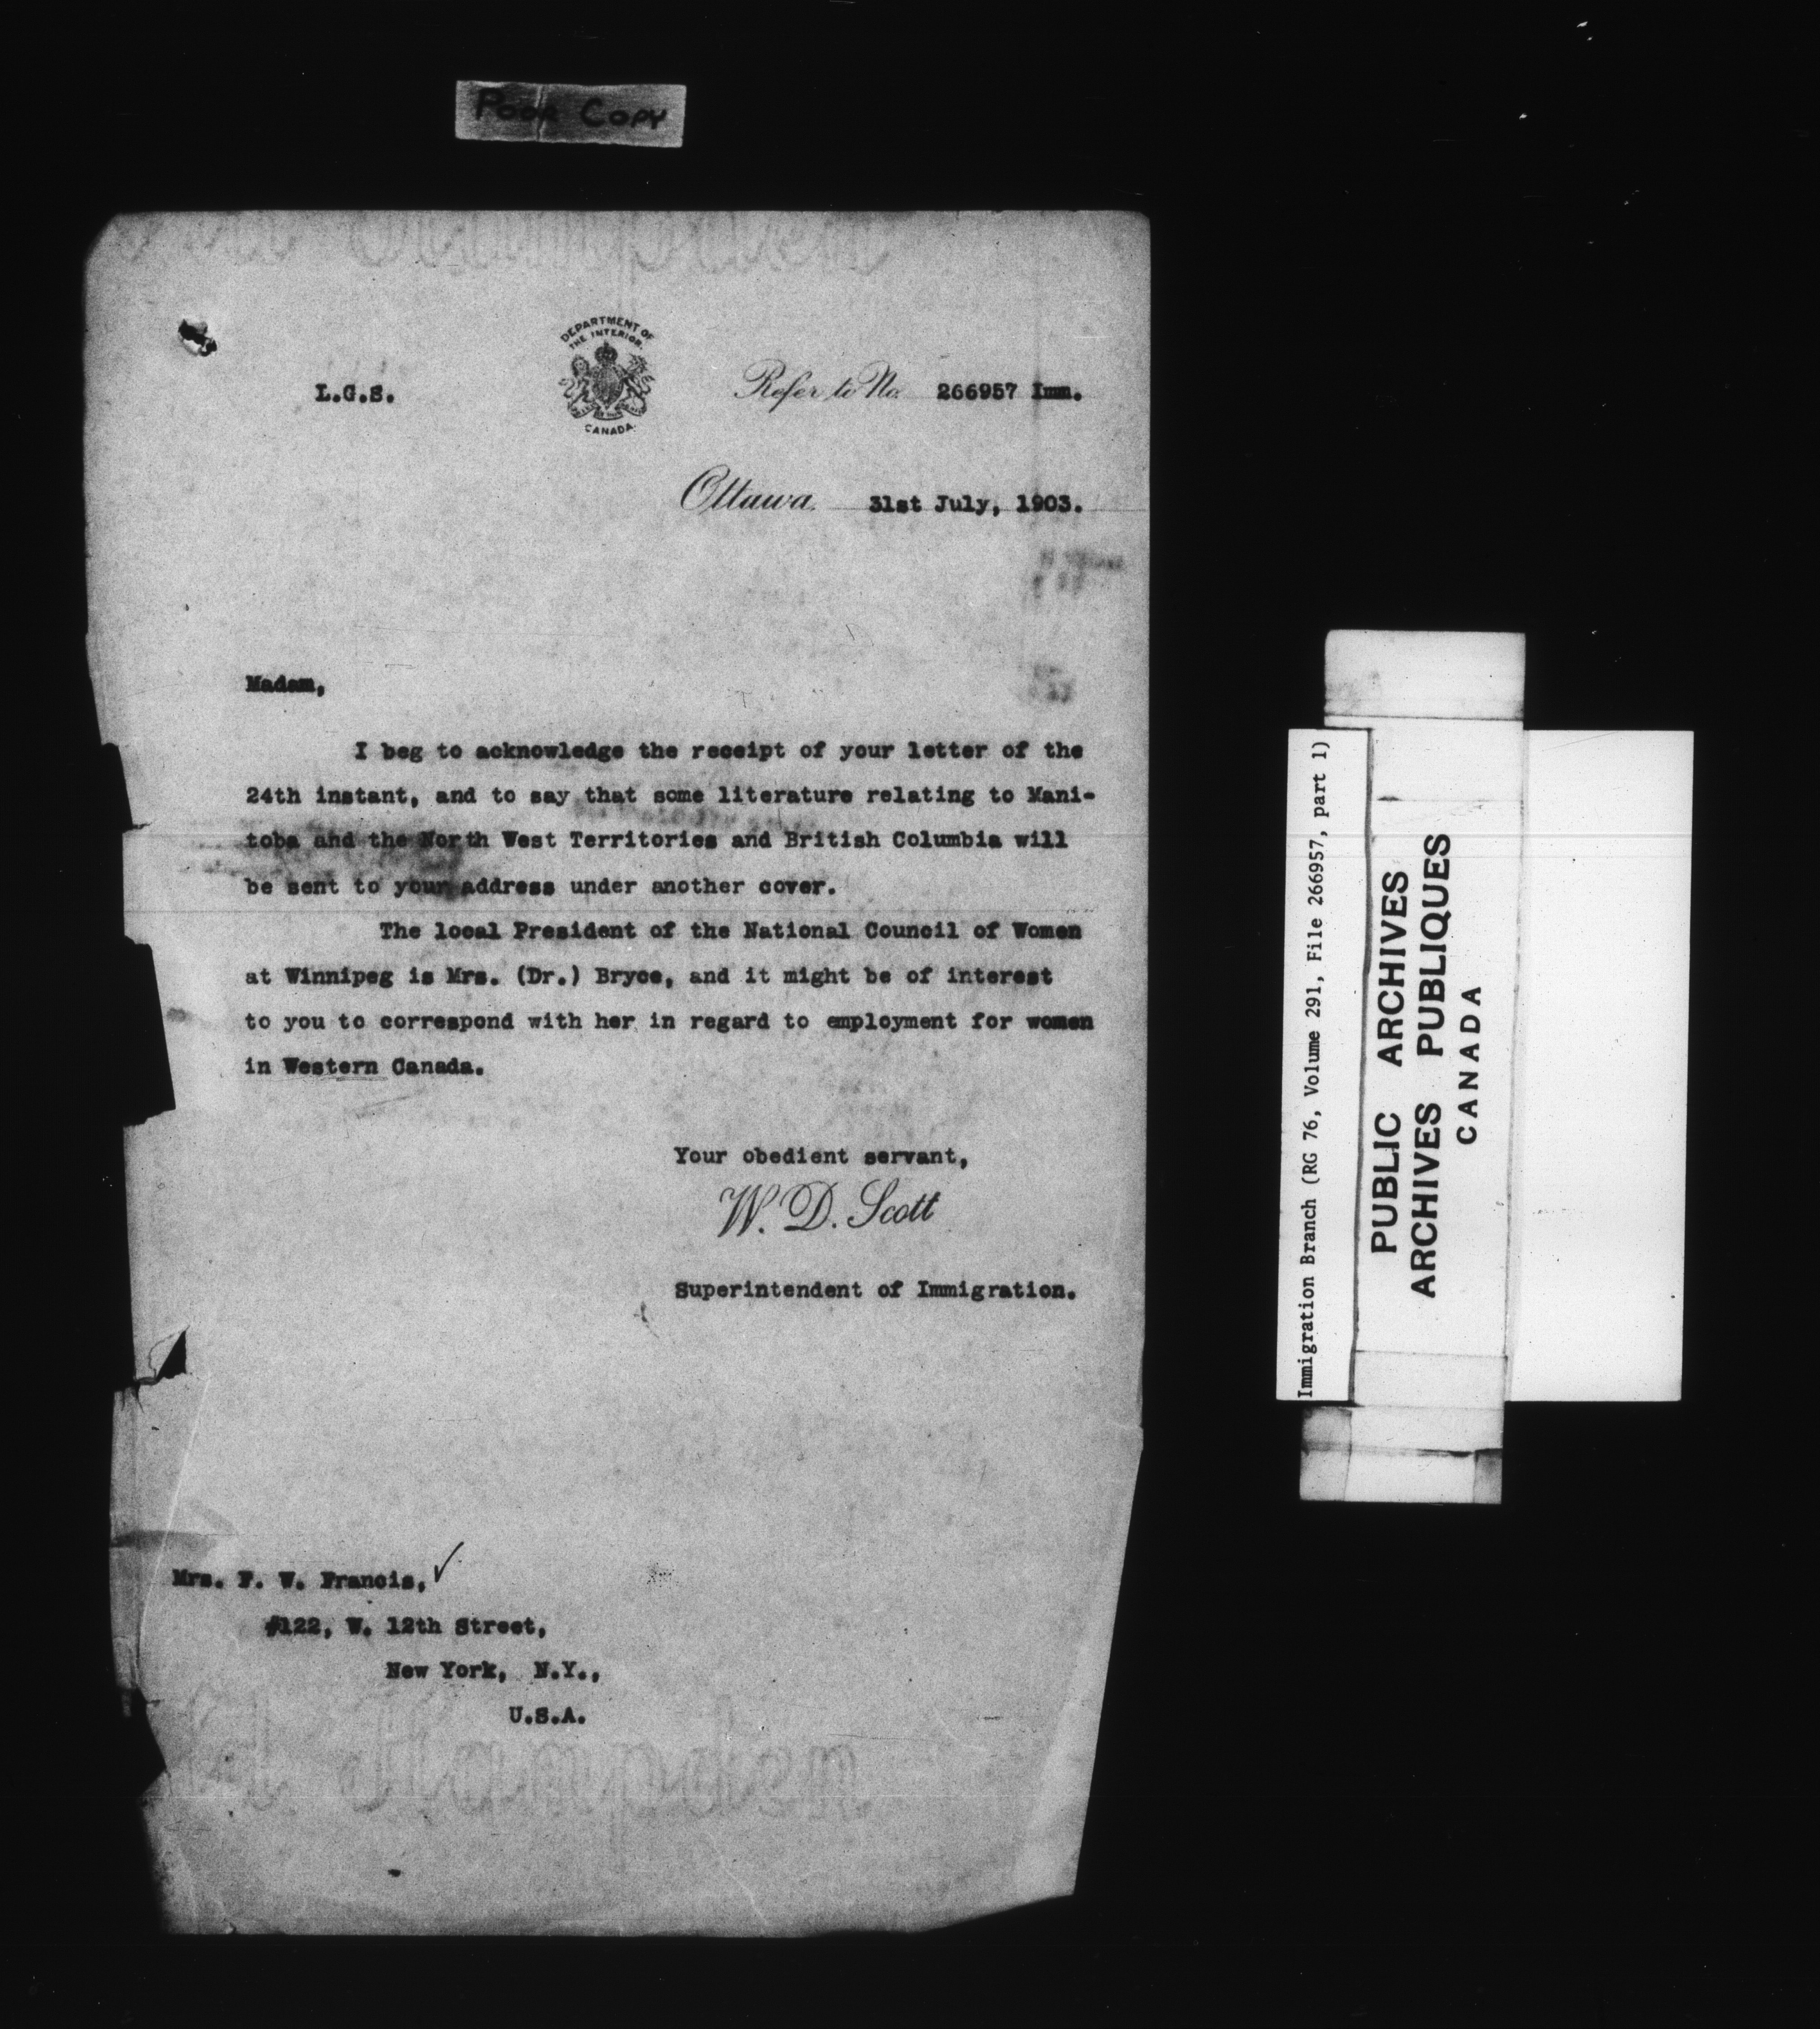 POOR COPY
DEPARTMENT OF
THE INTERIOR.
CANADA.
L.G.S.
Refer to No. 266957 Imm.
Ottawa. 31st July, 1903.
Madam,
I beg to acknowledge the receipt of your letter of the
24th instant, and to say that some literature relating to Mani-
toba and the North West Territories and British Columbia will
be sent to your address under another cover.
The local President of the National Council of Women
at Winnipeg is Mrs. (Dr.) Bryce, and it might be of interest
to you to correspond with her in regard to employment for women
in Western Canada.
Your obedient servant,
W. D. Scott
Superintendent of Immigration.
Mrs. F. W. Francis,
#122, W. 12th Street,
New York, N.Y.,
U.S.A.
Immigration Branch (RG 76, Volume 291, File 266957, part 1)
PUBLIC ARCHIVES
ARCHIVES PUBLIQUES
CANADA